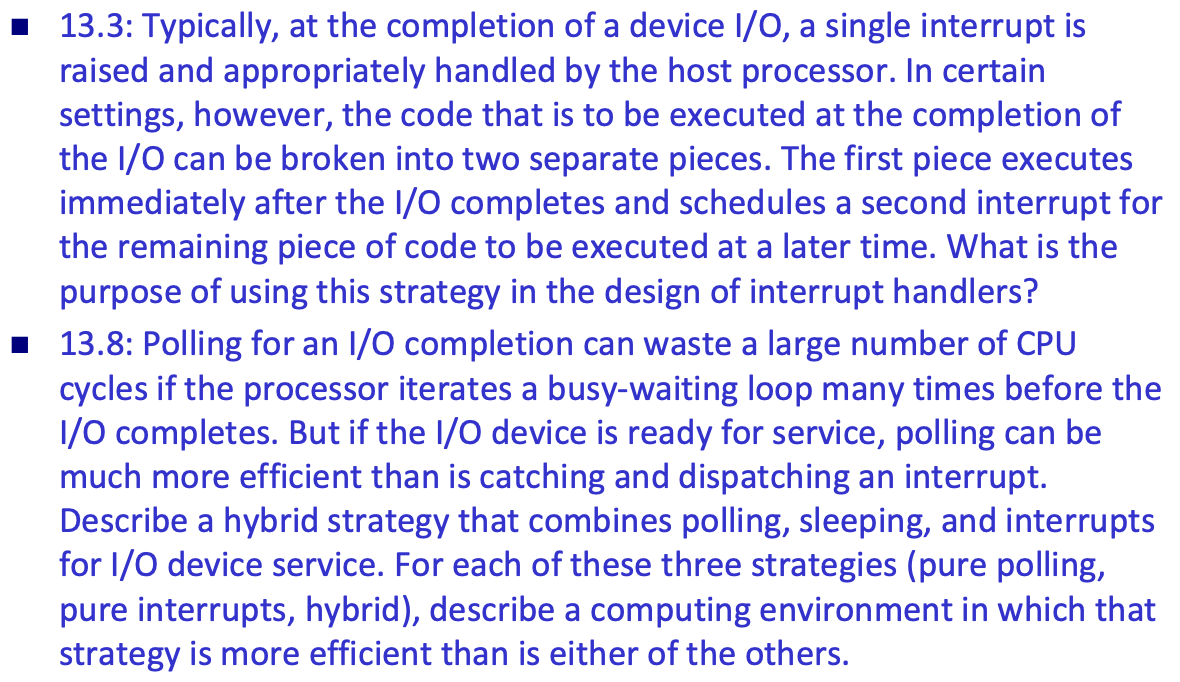 ■ 13.3: Typically, at the completion of a device I/O, a single interrupt is
raised and appropriately handled by the host processor. In certain
settings, however, the code that is to be executed at the completion of
the I/O can be broken into two separate pieces. The first piece executes
immediately after the I/O completes and schedules a second interrupt for
the remaining piece of code to be executed at a later time. What is the
purpose of using this strategy in the design of interrupt handlers?
■ 13.8: Polling for an I/O completion can waste a large number of CPU
cycles if the processor iterates a busy-waiting loop many times before the
I/O completes. But if the I/O device is ready for service, polling can be
much more efficient than is catching and dispatching an interrupt.
Describe a hybrid strategy that combines polling, sleeping, and interrupts
for I/O device service. For each of these three strategies (pure polling,
pure interrupts, hybrid), describe a computing environment in which that
strategy is more efficient than is either of the others.